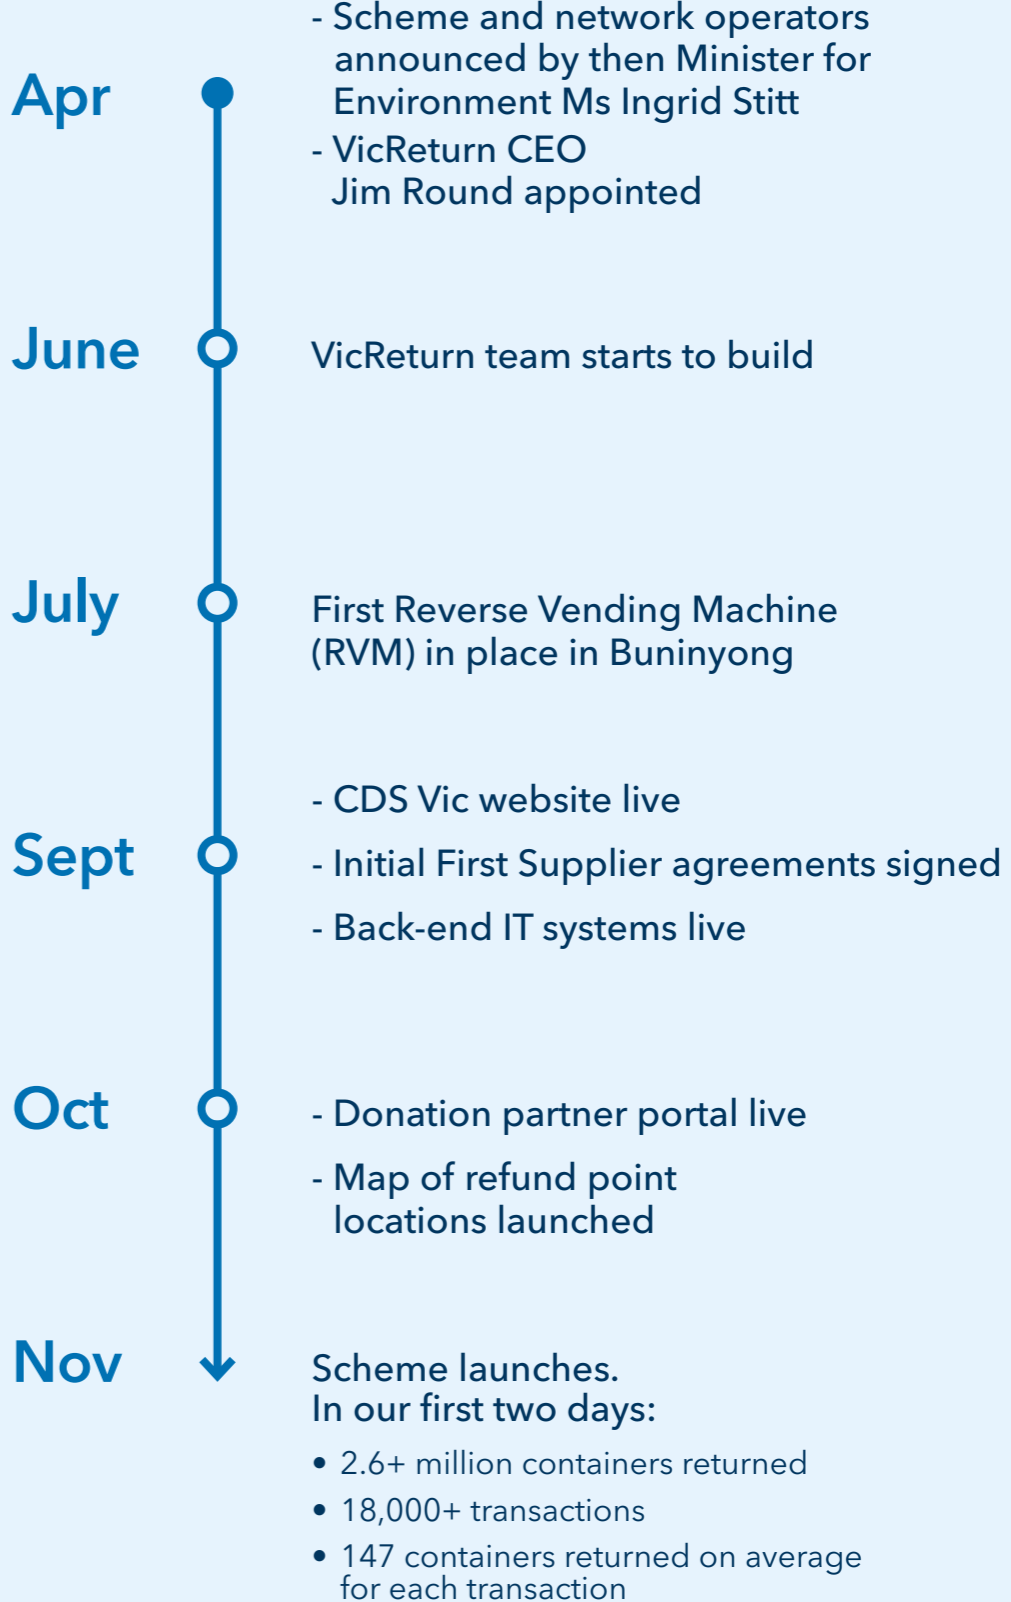 Apr
- Scheme and network operators
announced by then Minister for
Environment Ms Ingrid Stitt
- VicReturn CEO
Jim Round appointed
June
VicReturn team starts to build
July
First Reverse Vending Machine
(RVM) in place in Buninyong
Sept
- CDS Vic website live
- Initial First Supplier agreements signed
- Back-end IT systems live
Oct
- Donation partner portal live
- Map of refund point
locations launched
Nov
Scheme launches.
In our first two days:
• 2.6+ million containers returned
• 18,000+ transactions
• 147 containers returned on average
for each transaction